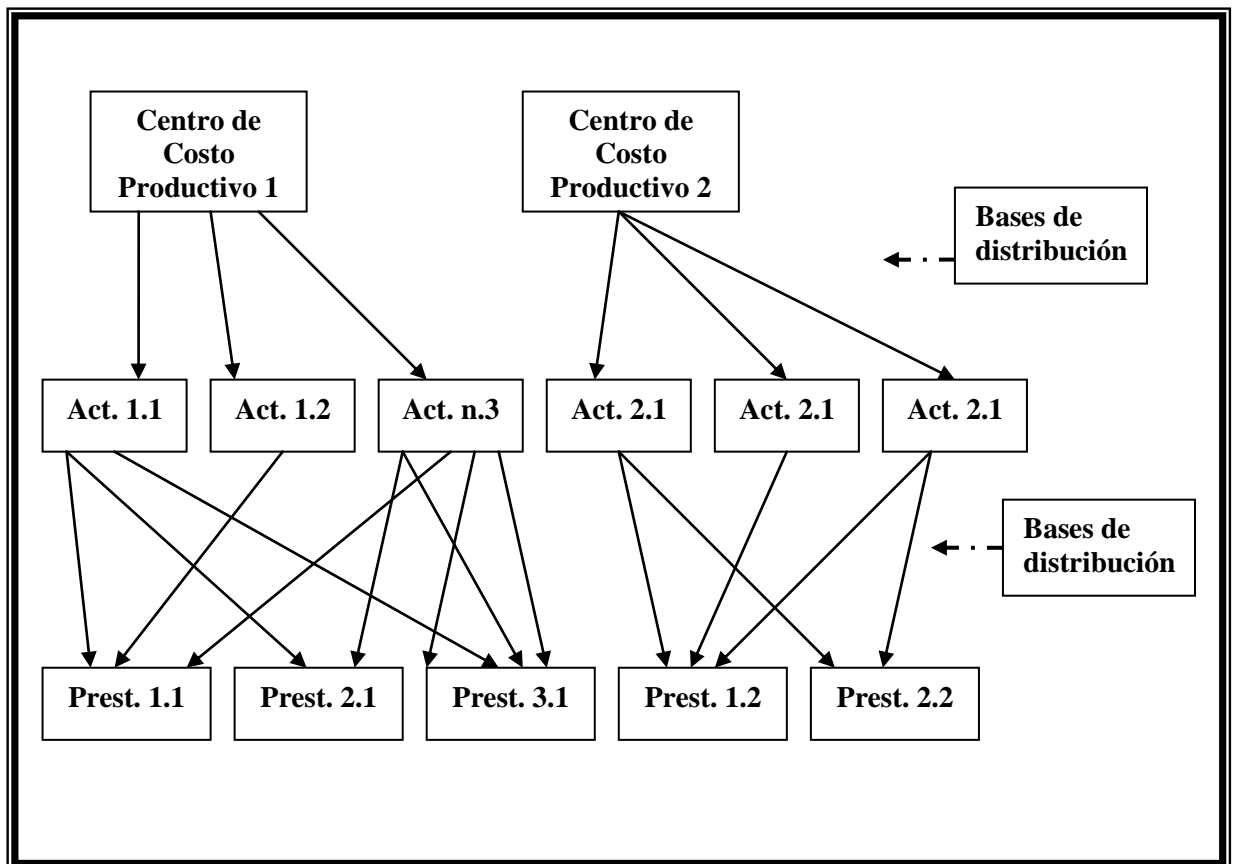 Centro de
Costo
Productivo 1
Centro de
Costo
Productivo 2
Bases de
distribución
Act. 1.1
Act. 1.2
Act. n.3
Act. 2.1
Act. 2.1
Act. 2.1
Bases de
distribución
Prest. 1.1
Prest. 2.1
Prest. 3.1
Prest. 1.2
Prest. 2.2